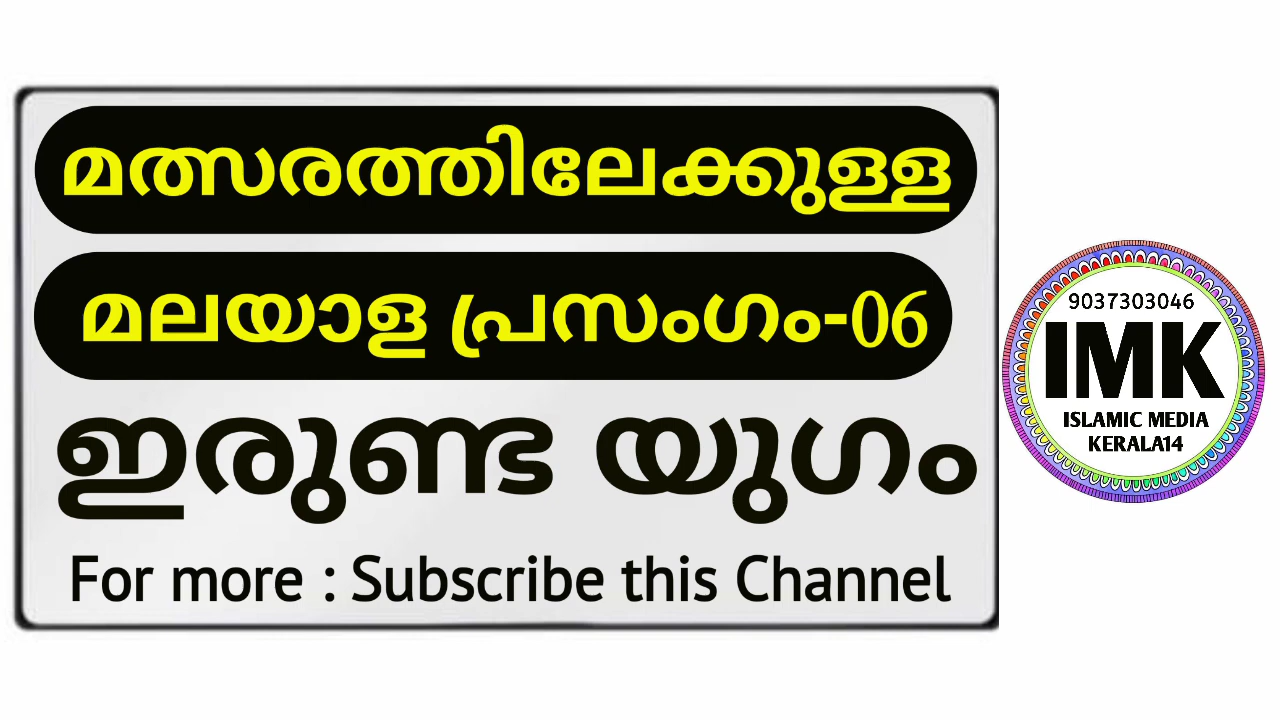 മത്സരത്തിലേക്കുള്ള
മലയാള പ്രസംഗം-06
ഇരുണ്ട യുഗം
For more : Subscribe this Channel
9037303046
IMK
ISLAMIC MEDIA
KERALA14